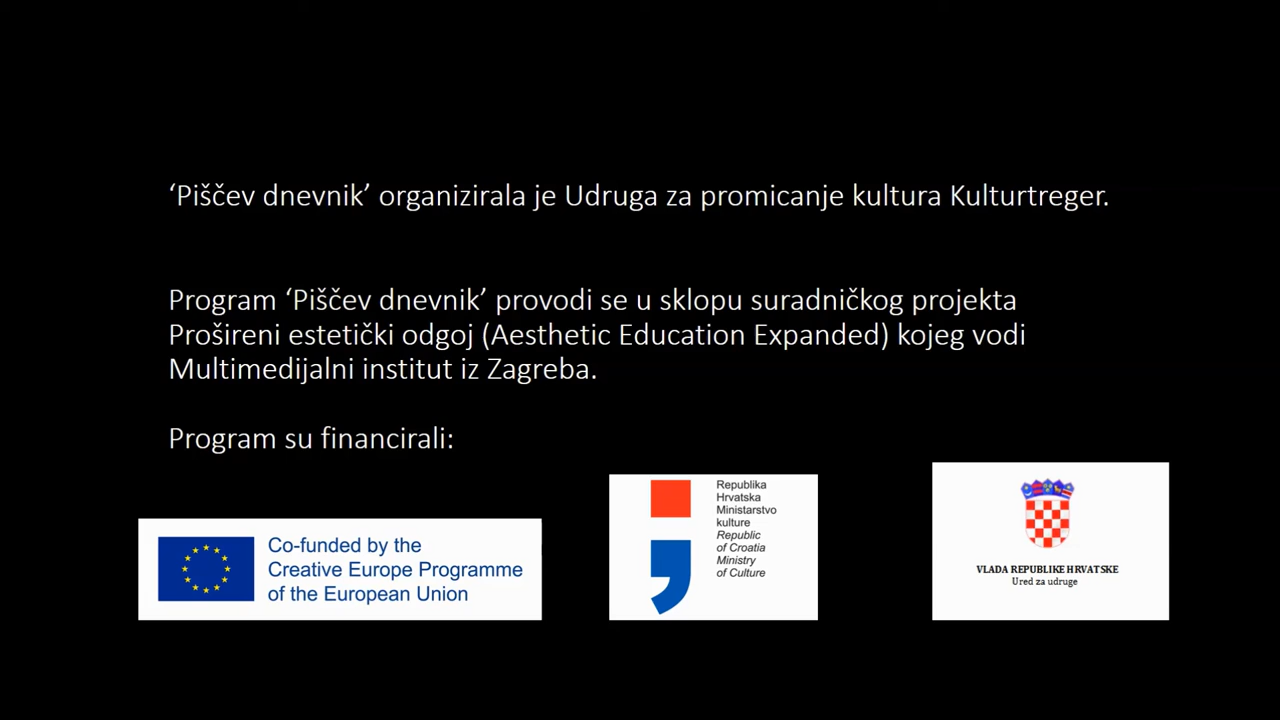 ‘Piščev dnevnik’ organizirala je Udruga za promicanje kultura Kulturtreger.
Program ‘Piščev dnevnik’ provodi se u sklopu suradničkog projekta
Prošireni estetički odgoj (Aesthetic Education Expanded) kojeg vodi
Multimedijalni institut iz Zagreba.
Program su financirali:
Co-funded by the
Creative Europe Programme
of the European Union
Republika
Hrvatska
Ministarstvo
kulture
Republic
of Croatia
Ministry
of Culture
VLADA REPUBLIKE HRVATSKE
Ured za udruge